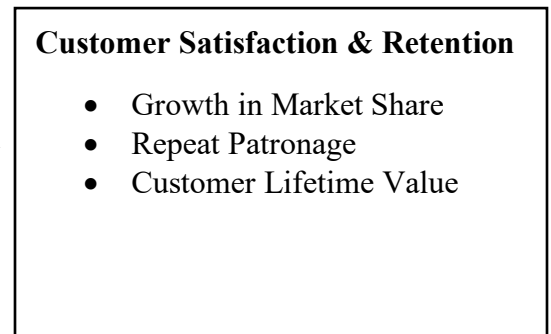 Customer Satisfaction & Retention
• Growth in Market Share
• Repeat Patronage
• Customer Lifetime Value